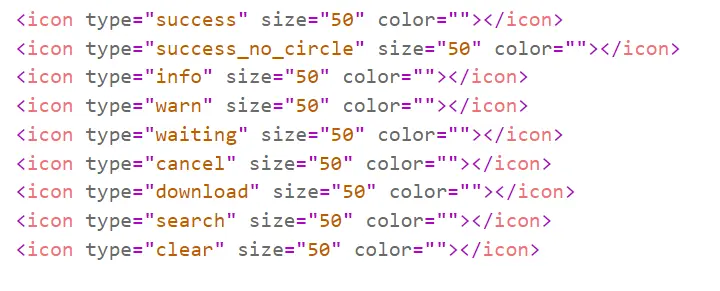 <icon type="success" size="50" color=""></icon>
<icon type="success_no_circle" size="50" color=""></icon>
<icon type="info" size="50" color=""></icon>
<icon type="warn" size="50" color=""></icon>
<icon type="waiting" size="50" color=""></icon>
<icon type="cancel" size="50" color=""></icon>
<icon type="download" size="50" color=""></icon>
<icon type="search" size="50" color=""></icon>
<icon type="clear" size="50" color=""></icon>